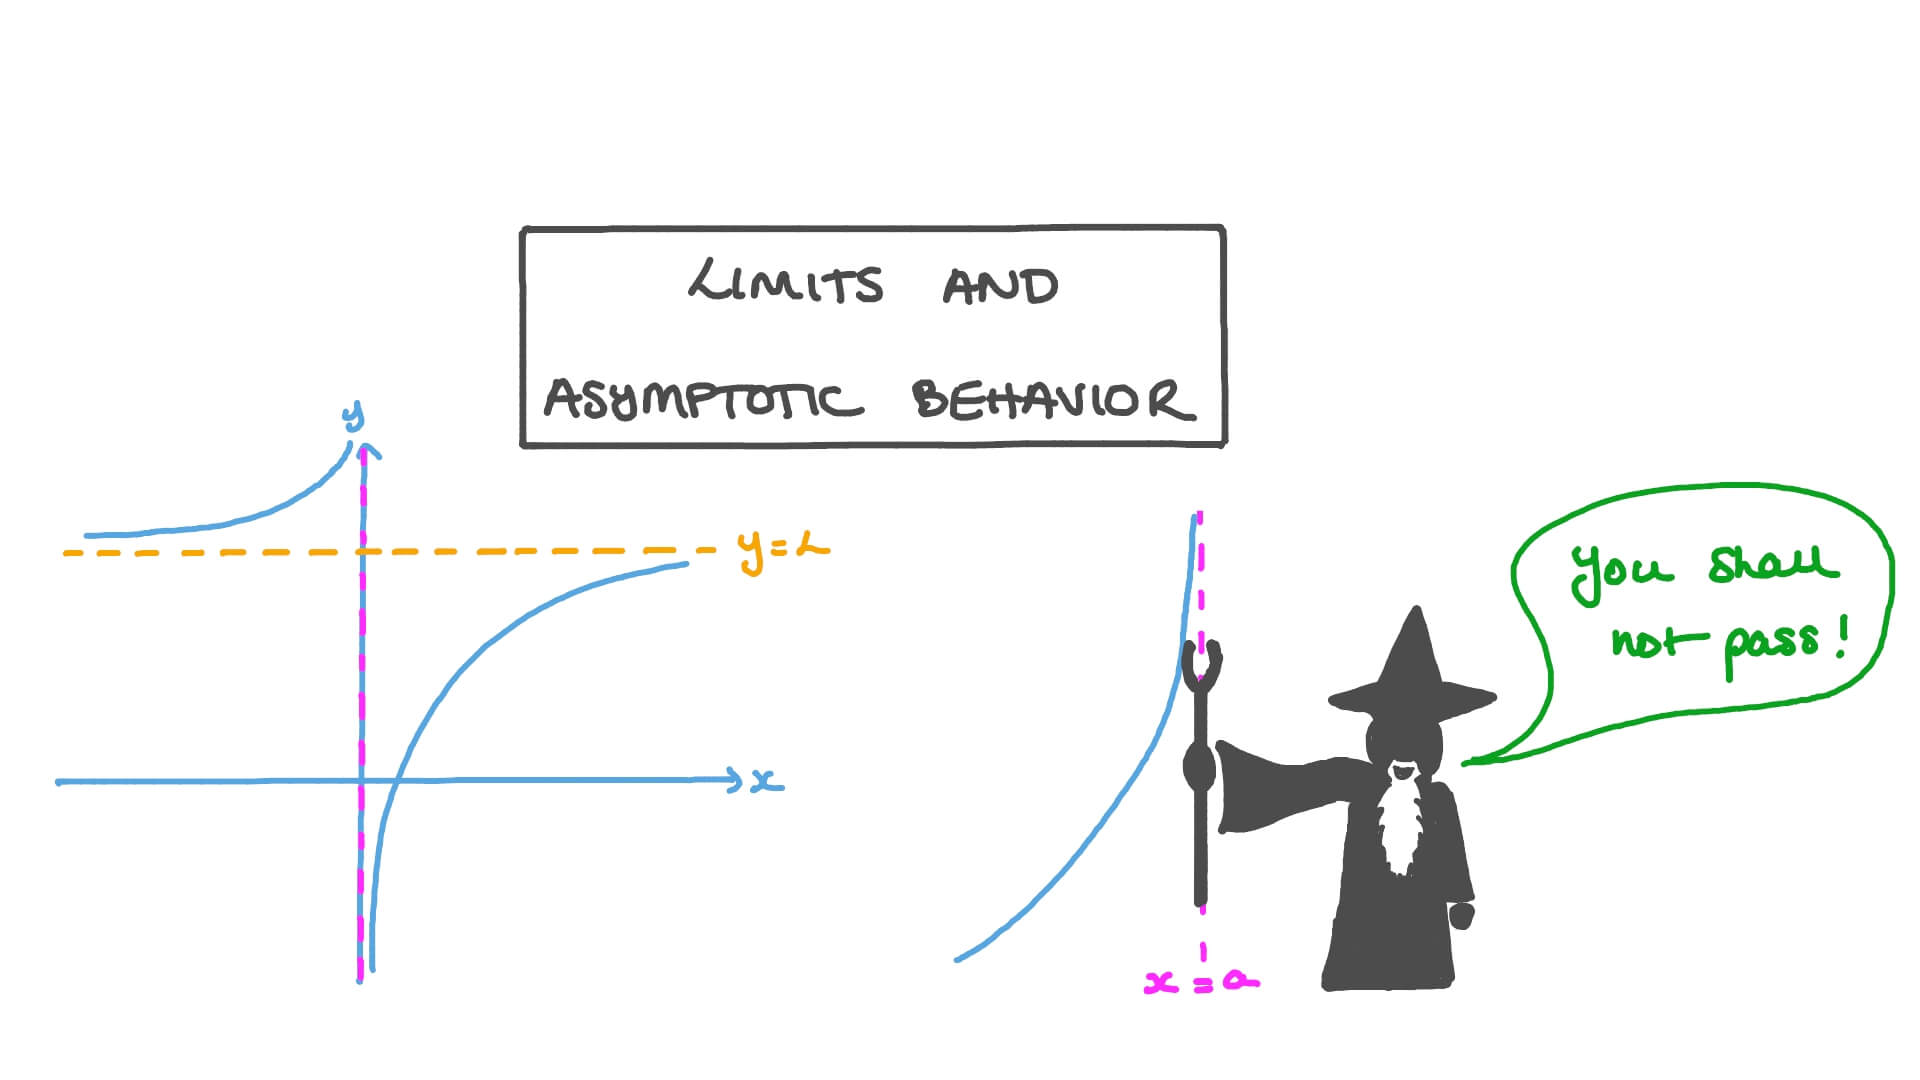 LIMITS AND
ASYMPTOTIC BEHAVIOR
y
y=L
x
x=a
You shall
not pass!